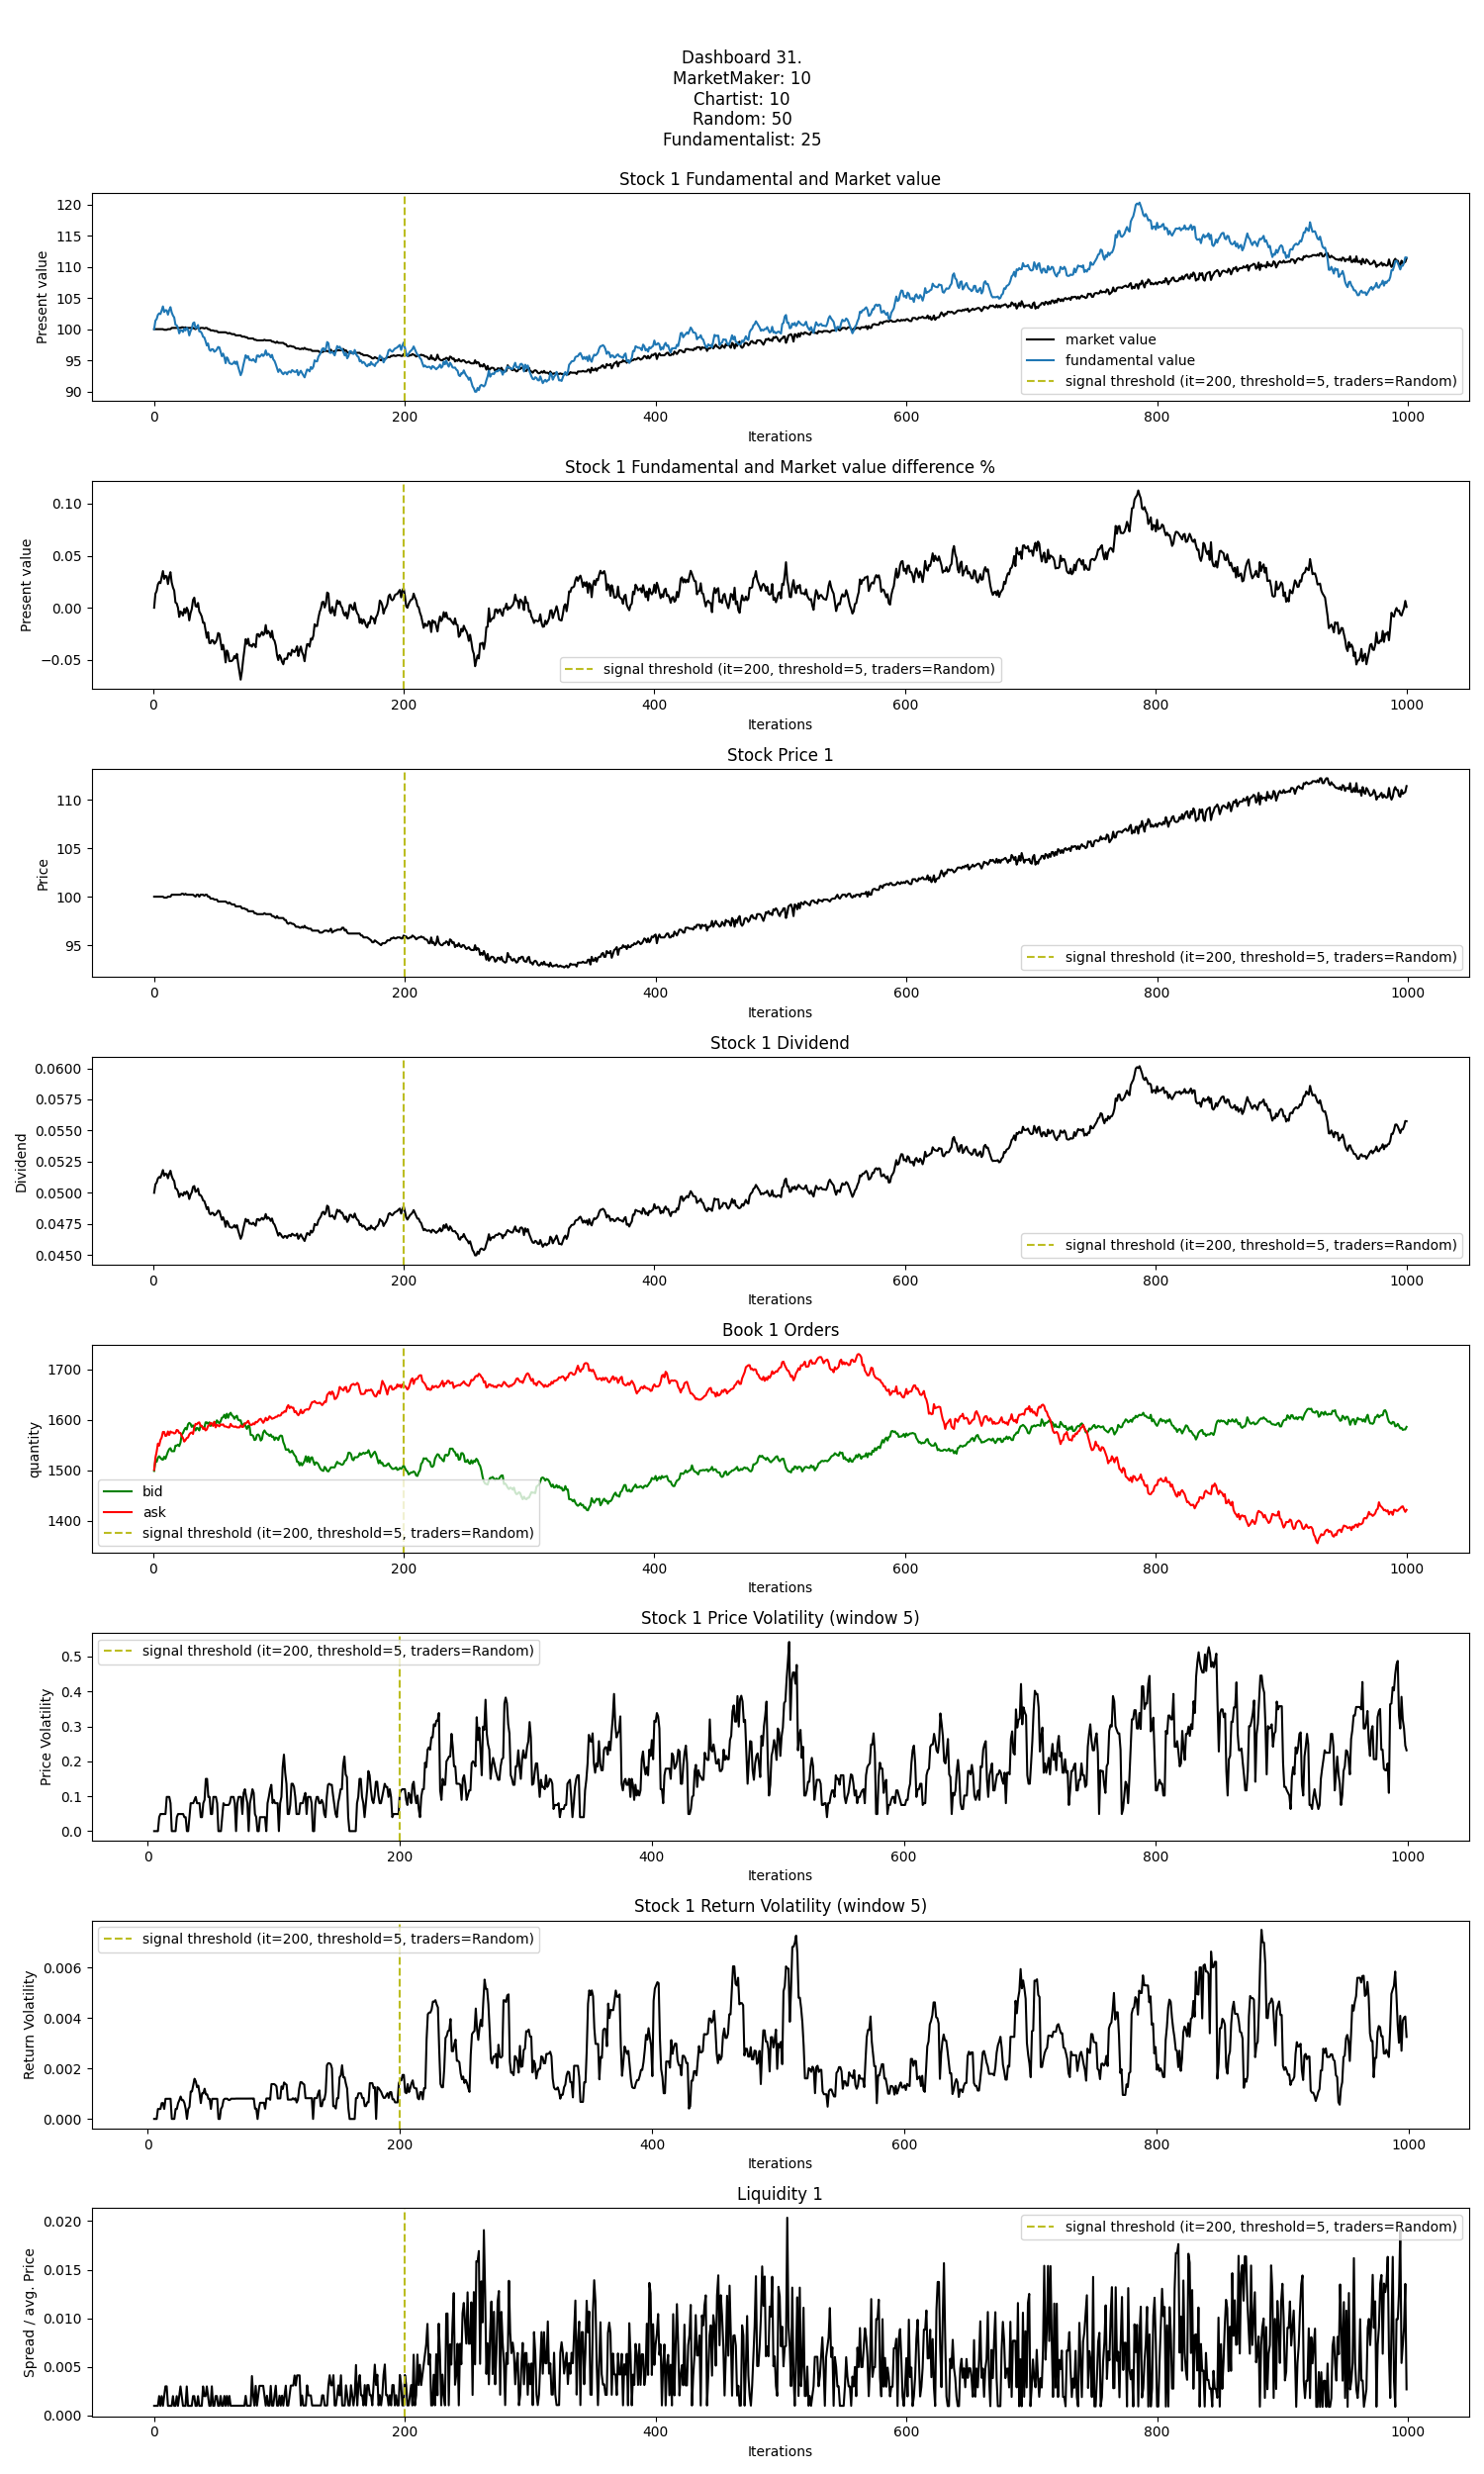 Dashboard 31.
MarketMaker: 10
Chartist: 10
Random: 50
Fundamentalist: 25
Stock 1 Fundamental and Market value
Present value
120
115
110
105
100
95
90
market value
fundamental value
signal threshold (it=200, threshold=5, traders=Random)
0 200 400 600 800 1000
Iterations
Stock 1 Fundamental and Market value difference %
Present value
0.10
0.05
0.00
−0.05
signal threshold (it=200, threshold=5, traders=Random)
0 200 400 600 800 1000
Iterations
Stock Price 1
Price
110
105
100
95
signal threshold (it=200, threshold=5, traders=Random)
0 200 400 600 800 1000
Iterations
Stock 1 Dividend
Dividend
0.0600
0.0575
0.0550
0.0525
0.0500
0.0475
0.0450
signal threshold (it=200, threshold=5, traders=Random)
0 200 400 600 800 1000
Iterations
Book 1 Orders
quantity
1700
1600
1500
1400
bid
ask
signal threshold (it=200, threshold=5, traders=Random)
0 200 400 600 800 1000
Iterations
Stock 1 Price Volatility (window 5)
Price Volatility
0.5
0.4
0.3
0.2
0.1
0.0
signal threshold (it=200, threshold=5, traders=Random)
0 200 400 600 800 1000
Iterations
Stock 1 Return Volatility (window 5)
Return Volatility
0.006
0.004
0.002
0.000
signal threshold (it=200, threshold=5, traders=Random)
0 200 400 600 800 1000
Iterations
Liquidity 1
Spread / avg. Price
0.020
0.015
0.010
0.005
0.000
signal threshold (it=200, threshold=5, traders=Random)
0 200 400 600 800 1000
Iterations